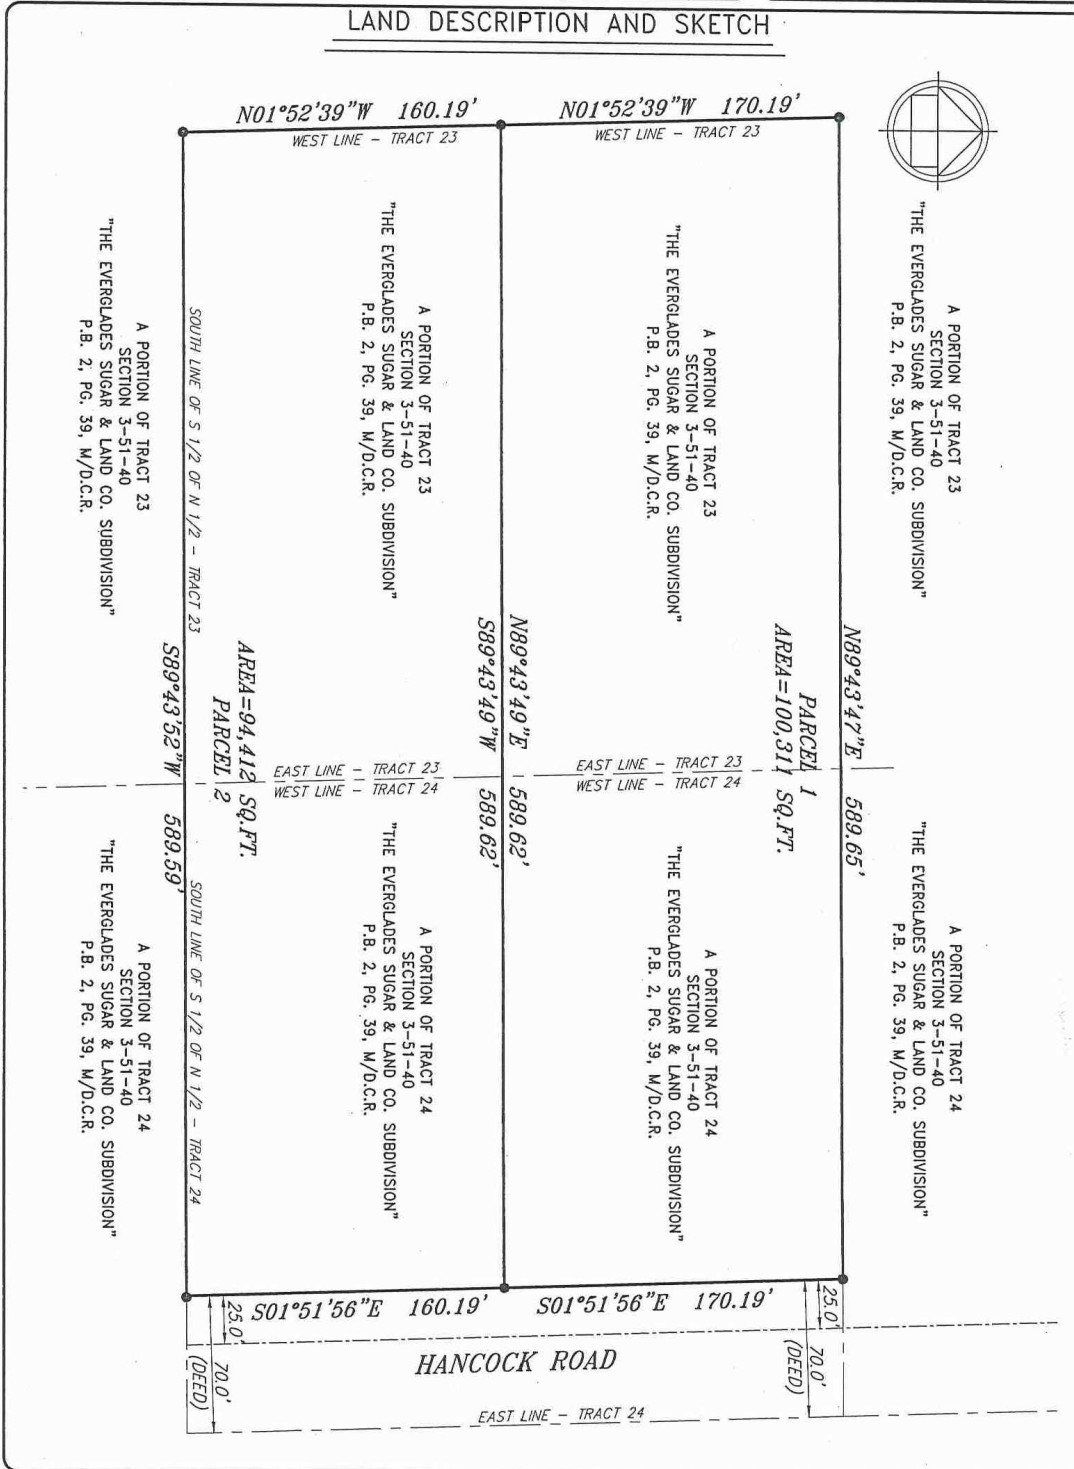 LAND DESCRIPTION AND SKETCH
N01°52'39"W 160.19'
N01°52'39"W 170.19'
WEST LINE - TRACT 23
WEST LINE - TRACT 23
A PORTION OF TRACT 23
SECTION 3-51-40
"THE EVERGLADES SUGAR & LAND CO. SUBDIVISION"
P.B. 2, PG. 39, M/D.C.R.
A PORTION OF TRACT 23
SECTION 3-51-40
"THE EVERGLADES SUGAR & LAND CO. SUBDIVISION"
P.B. 2, PG. 39, M/D.C.R.
A PORTION OF TRACT 23
SECTION 3-51-40
"THE EVERGLADES SUGAR & LAND CO. SUBDIVISION"
P.B. 2, PG. 39, M/D.C.R.
A PORTION OF TRACT 23
SECTION 3-51-40
"THE EVERGLADES SUGAR & LAND CO. SUBDIVISION"
P.B. 2, PG. 39, M/D.C.R.
SOUTH LINE OF S 1/2 OF N 1/2 - TRACT 23
N89°43'47"E 589.65'
PARCEL 1
AREA=100,311 SQ.FT.
N89°43'49"E 589.62'
S89°43'49"W 589.62'
AREA=94,412 SQ.FT.
PARCEL 2
S89°43'52"W 589.59'
EAST LINE - TRACT 23
WEST LINE - TRACT 24
EAST LINE - TRACT 23
WEST LINE - TRACT 24
A PORTION OF TRACT 24
SECTION 3-51-40
"THE EVERGLADES SUGAR & LAND CO. SUBDIVISION"
P.B. 2, PG. 39, M/D.C.R.
A PORTION OF TRACT 24
SECTION 3-51-40
"THE EVERGLADES SUGAR & LAND CO. SUBDIVISION"
P.B. 2, PG. 39, M/D.C.R.
A PORTION OF TRACT 24
SECTION 3-51-40
"THE EVERGLADES SUGAR & LAND CO. SUBDIVISION"
P.B. 2, PG. 39, M/D.C.R.
A PORTION OF TRACT 24
SECTION 3-51-40
"THE EVERGLADES SUGAR & LAND CO. SUBDIVISION"
P.B. 2, PG. 39, M/D.C.R.
SOUTH LINE OF S 1/2 OF N 1/2 - TRACT 24
S01°51'56"E 160.19'
S01°51'56"E 170.19'
25.0'
25.0'
HANCOCK ROAD
70.0'
(DEED)
70.0'
(DEED)
EAST LINE - TRACT 24